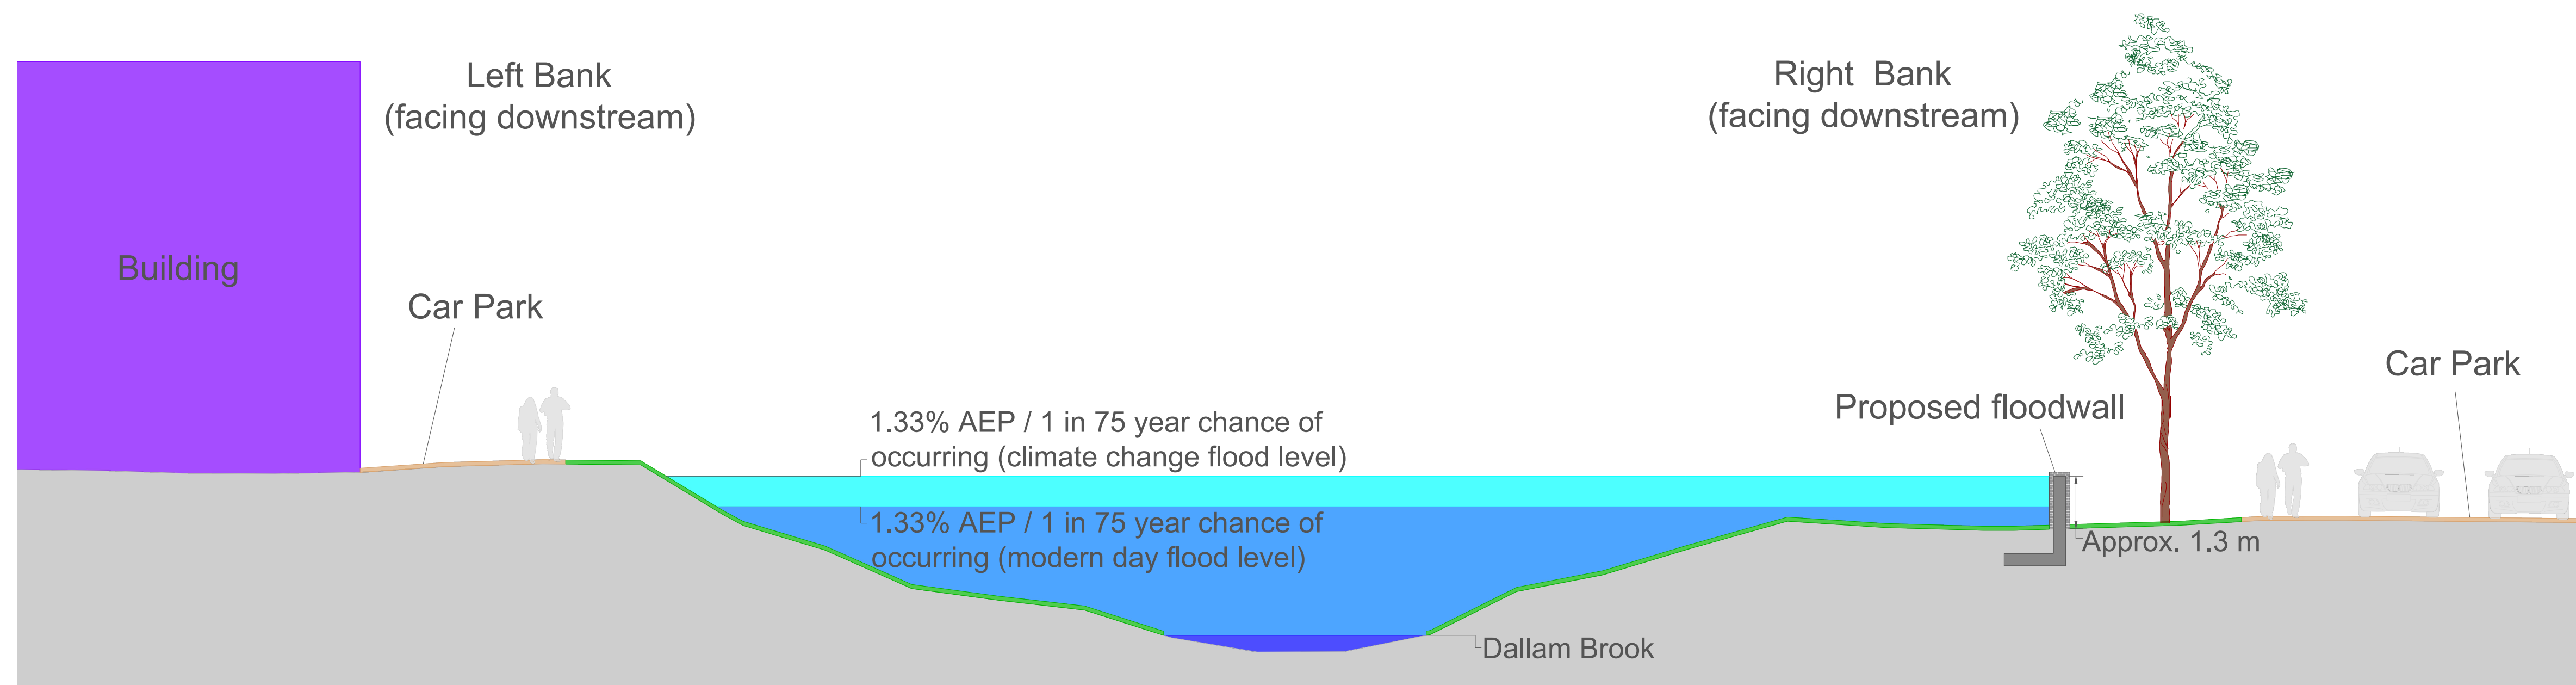 Left Bank
(facing downstream)
Right Bank
(facing downstream)
Building
Car Park
Car Park
Proposed floodwall
1.33% AEP / 1 in 75 year chance of
occurring (climate change flood level)
1.33% AEP / 1 in 75 year chance of
occurring (modern day flood level)
Approx. 1.3 m
Dallam Brook